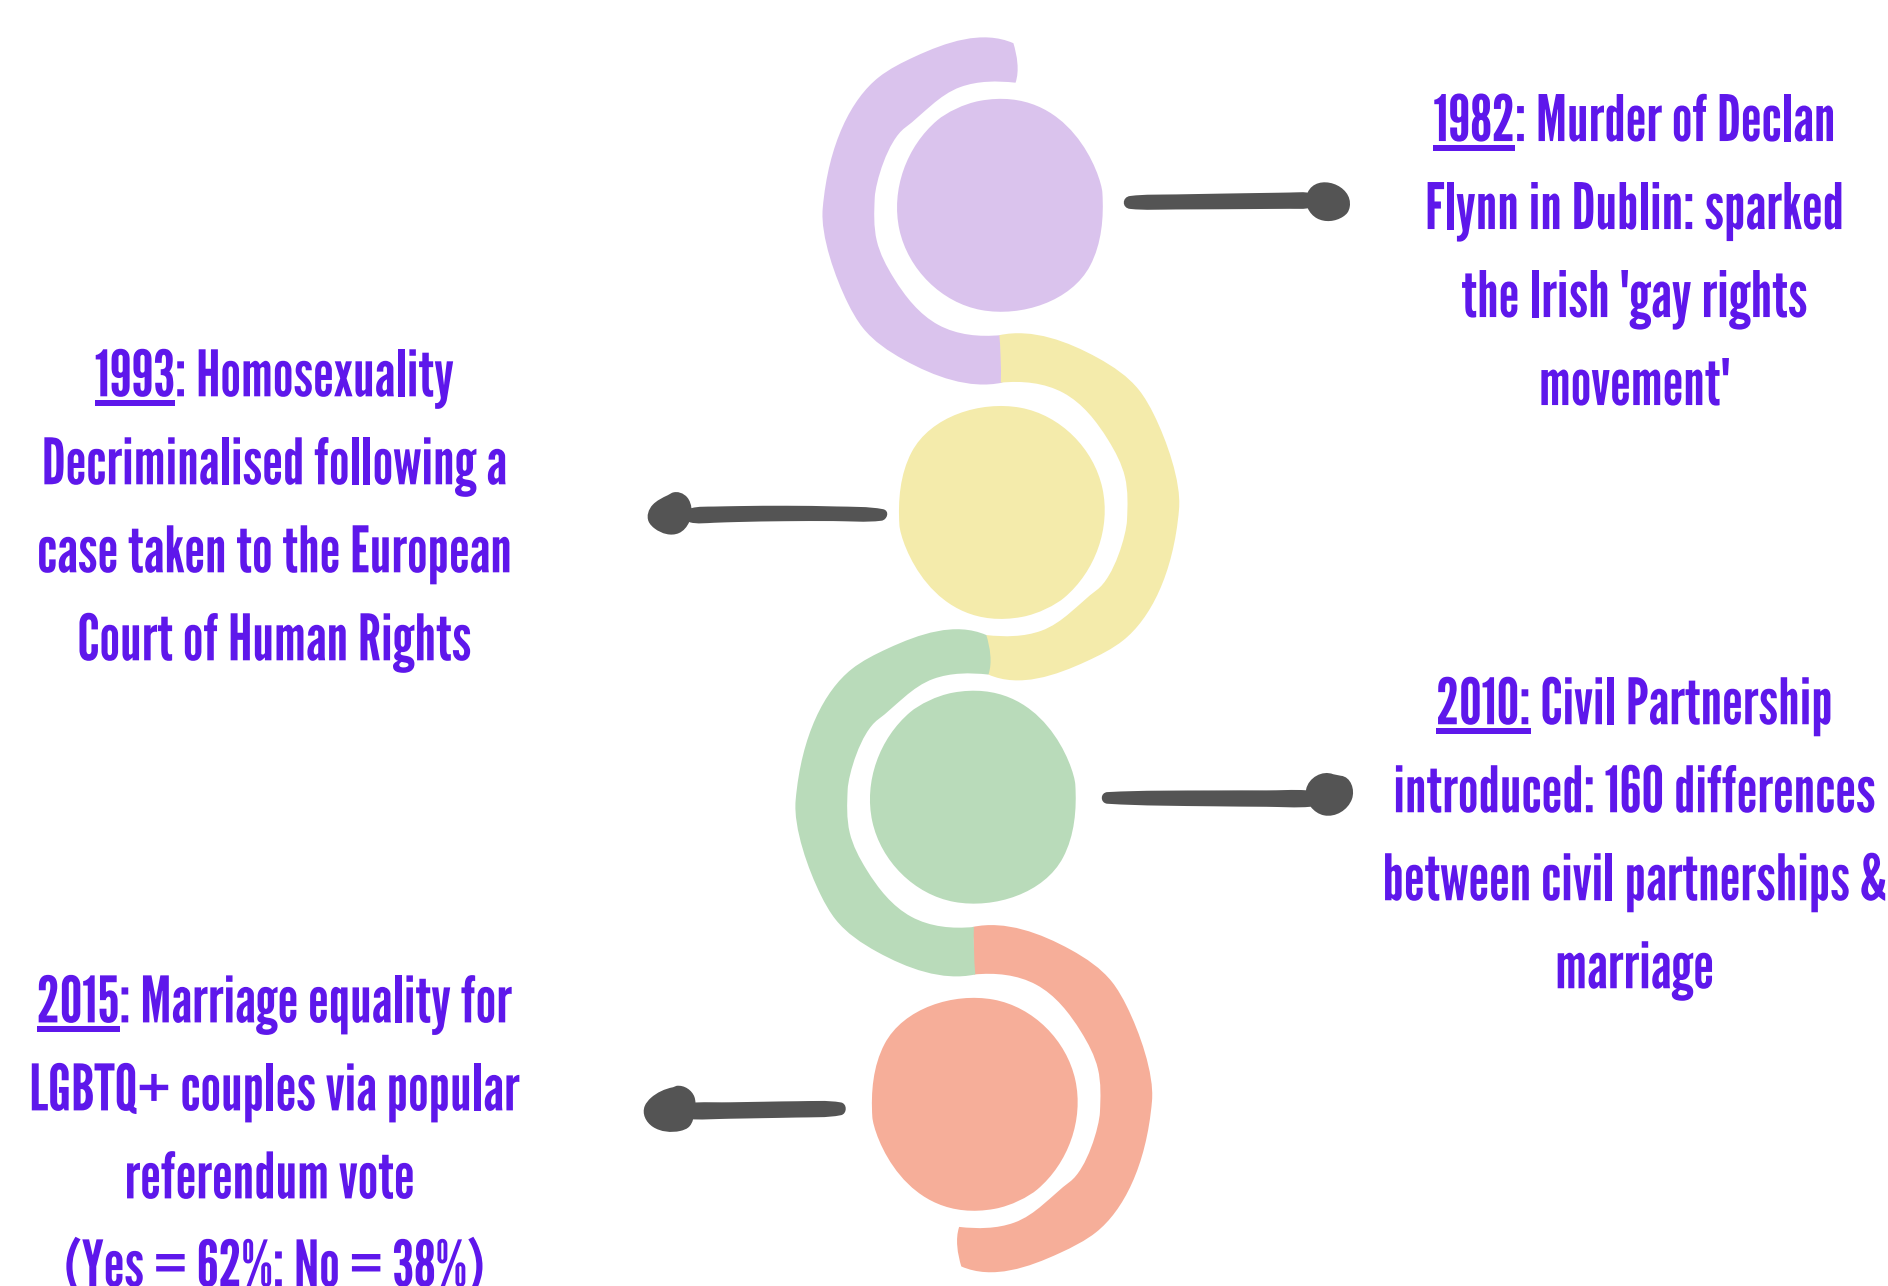 1982: Murder of Declan
Flynn in Dublin: sparked
the Irish 'gay rights
movement'
1993: Homosexuality
Decriminalised following a
case taken to the European
Court of Human Rights
2010: Civil Partnership
introduced: 160 differences
between civil partnerships &
marriage
2015: Marriage equality for
LGBTQ+ couples via popular
referendum vote
(Yes = 62%; No = 38%)